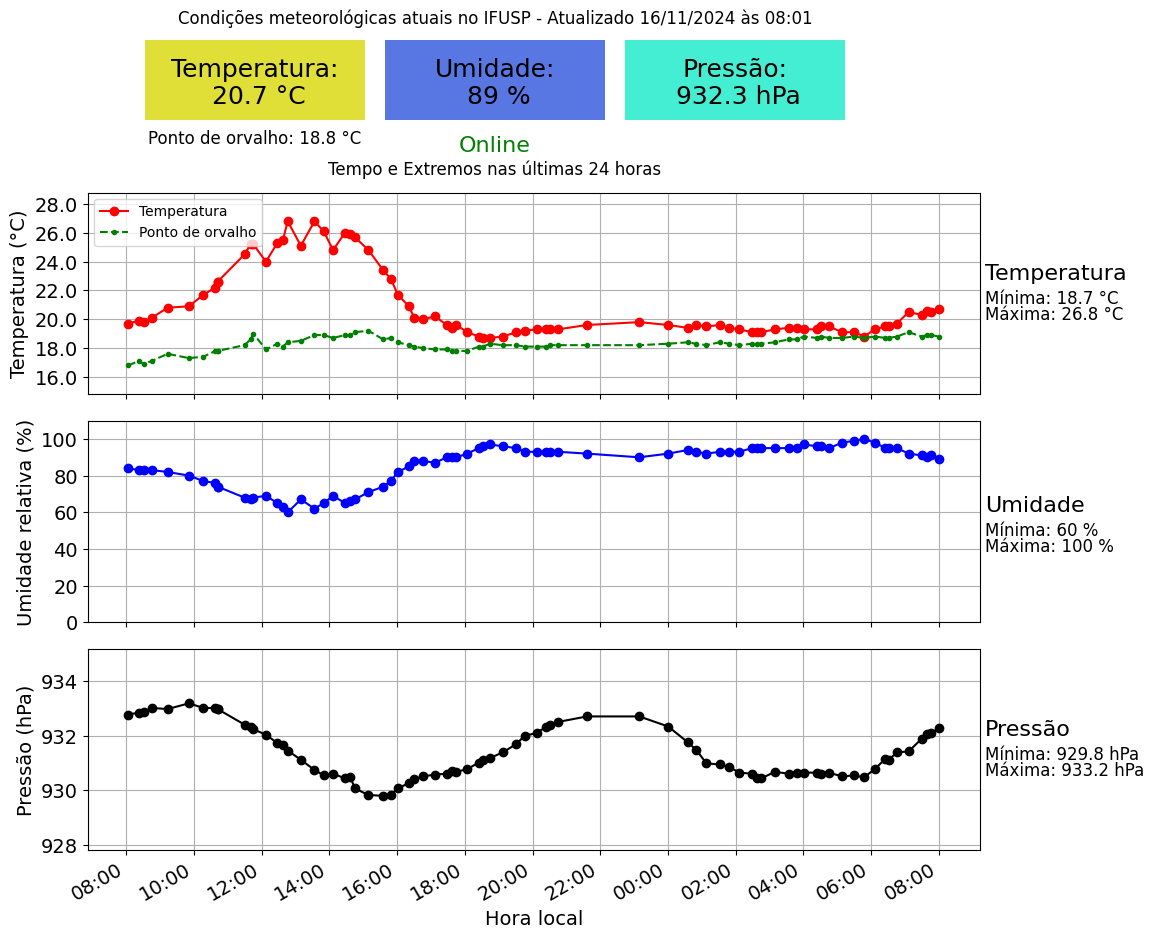 Condições meteorológicas atuais no IFUSP - Atualizado 16/11/2024 às 08:01
Temperatura:
20.7 °C
Umidade:
89 %
Pressão:
932.3 hPa
Ponto de orvalho: 18.8 °C
Online
Tempo e Extremos nas últimas 24 horas
Temperatura (°C)
28.0
26.0
24.0
22.0
20.0
18.0
16.0
Temperatura
Ponto de orvalho
Temperatura
Mínima: 18.7 °C
Máxima: 26.8 °C
Umidade relativa (%)
100
80
60
40
20
0
Umidade
Mínima: 60 %
Máxima: 100 %
Pressão (hPa)
934
932
930
928
Pressão
Mínima: 929.8 hPa
Máxima: 933.2 hPa
08:00
10:00
12:00
14:00
16:00
18:00
20:00
22:00
00:00
02:00
04:00
06:00
08:00
Hora local